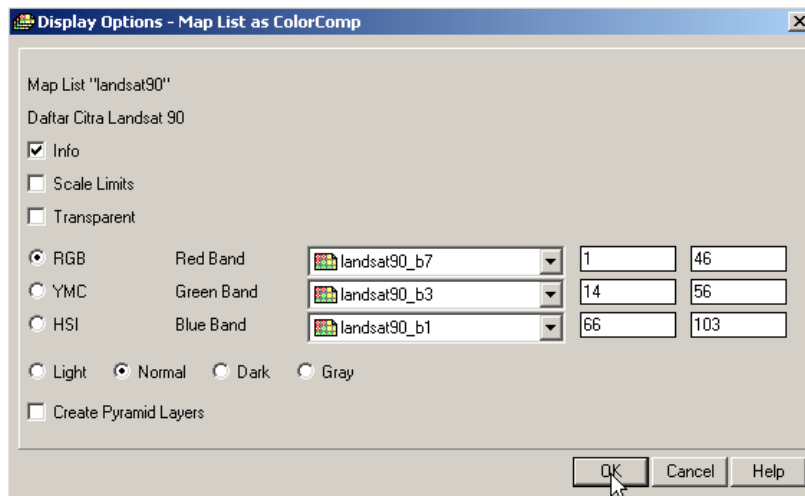 Display Options - Map List as ColorComp
Map List "landsat90"
Daftar Citra Landsat 90
Info
Scale Limits
Transparent
RGB Red Band landsat90_b7 1 46
YMC Green Band landsat90_b3 14 56
HSI Blue Band landsat90_b1 66 103
Light Normal Dark Gray
Create Pyramid Layers
OK Cancel Help